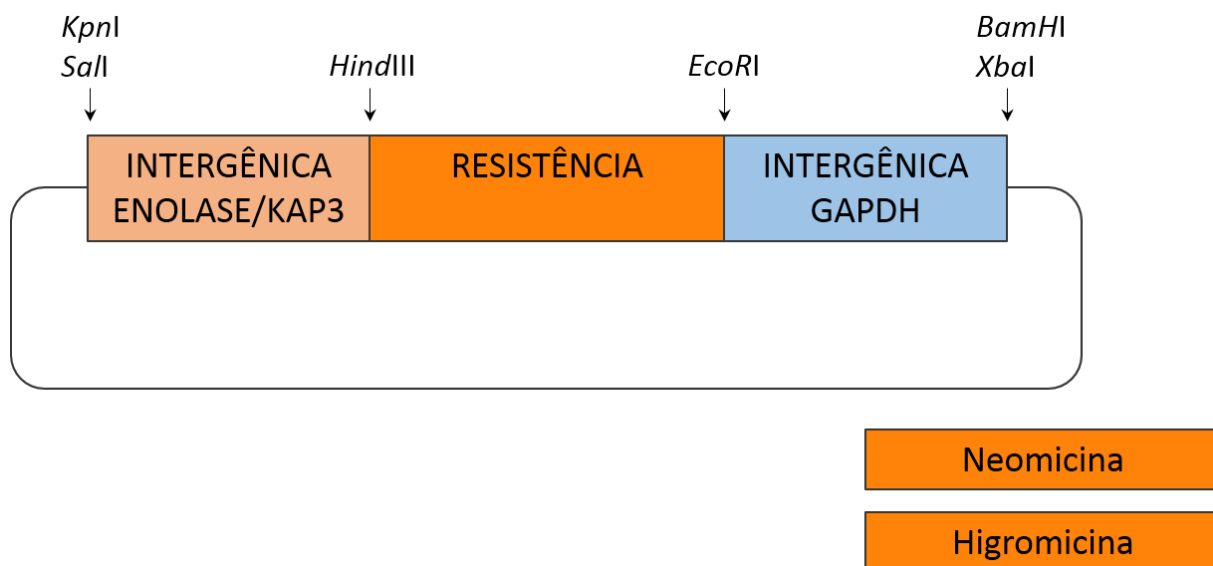 KpnI
SalI
HindIII
EcoRI
BamHI
XbaI
INTERGÊNICA
ENOLASE/KAP3
RESISTÊNCIA
INTERGÊNICA
GAPDH
Neomicina
Higromicina